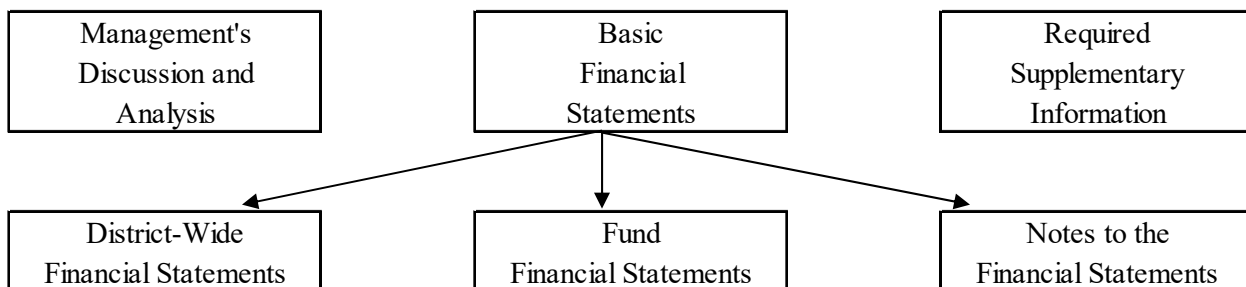 Management's
Discussion and
Analysis
Basic
Financial
Statements
Required
Supplementary
Information
District-Wide
Financial Statements
Fund
Financial Statements
Notes to the
Financial Statements